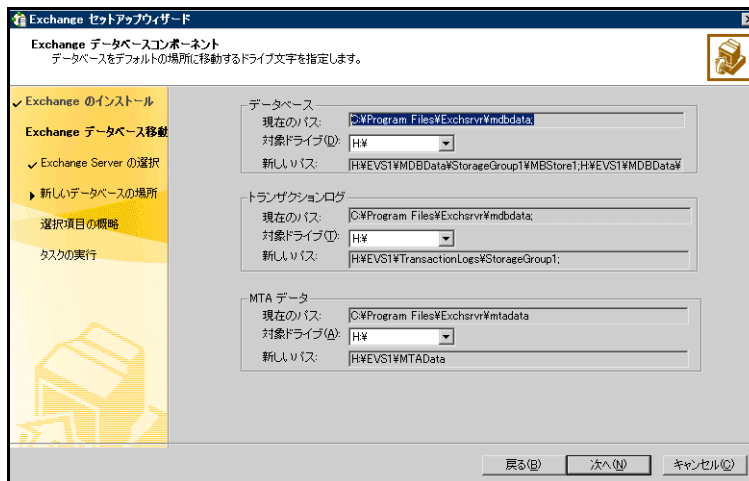 Exchange セットアップウィザード
Exchange データベースコンポーネント
データベースをデフォルトの場所に移動するドライブ文字を指定します。
Exchange のインストール
Exchange データベース移動
Exchange Server の選択
新しいデータベースの場所
選択項目の概略
タスクの実行
データベース
現在のパス: C:¥Program Files¥Exchsrvr¥mdbdata;
対象ドライブ(D): H:¥
新しいパス: H:¥EVS1¥MDBData¥StorageGroup1¥MBStore1;H:¥EVS1¥MDBData¥
トランザクションログ
現在のパス: C:¥Program Files¥Exchsrvr¥mdbdata;
対象ドライブ(T): H:¥
新しいパス: H:¥EVS1¥TransactionLogs¥StorageGroup1;
MTA データ
現在のパス: C:¥Program Files¥Exchsrvr¥mtadata
対象ドライブ(A): H:¥
新しいパス: H:¥EVS1¥MTAData
戻る(B) 次へ(N) キャンセル(C)